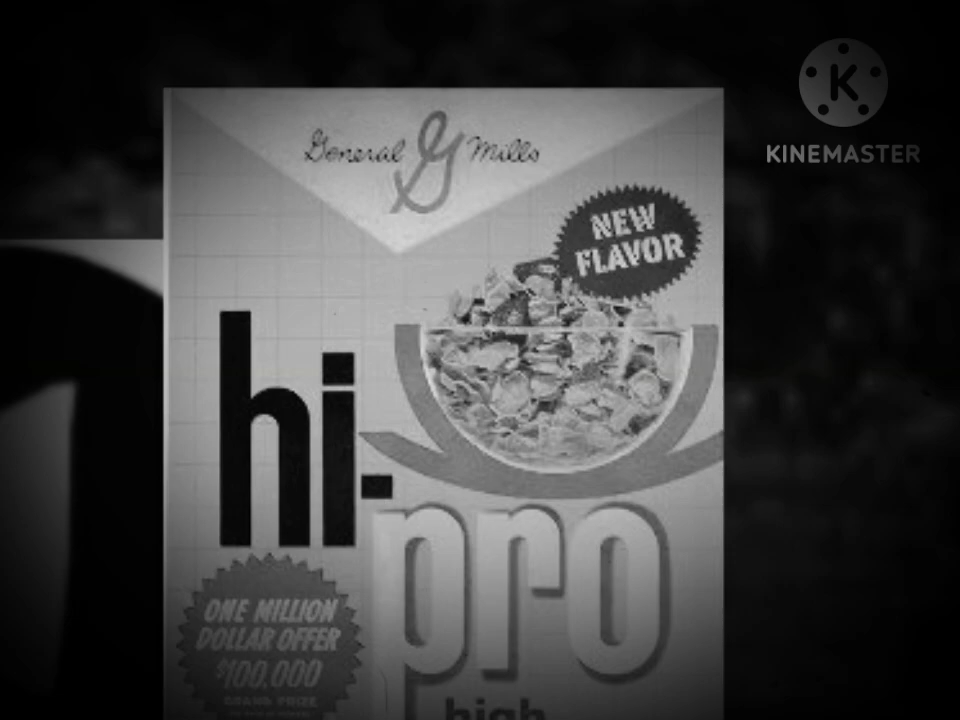 General G Mills
K
KINEMASTER
NEW
FLAVOR
hi-
pro
ONE MILLION
DOLLAR OFFER
$100,000
GRAND PRIZE
high